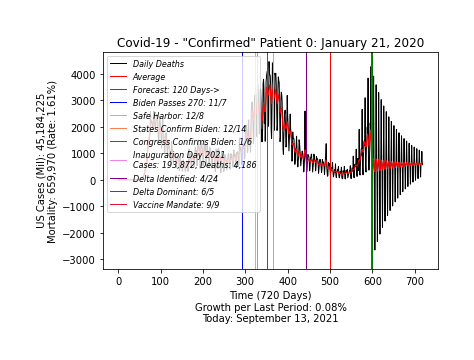 Covid-19 - "Confirmed" Patient 0: January 21, 2020
US Cases (Mil): 45,184,225
Mortality: 659,970 (Rate: 1.61%)
4000
3000
2000
1000
0
−1000
−2000
−3000
Daily Deaths
Average
Forecast: 120 Days->
Biden Passes 270: 11/7
Safe Harbor: 12/8
States Confirm Biden: 12/14
Congress Confirms Biden: 1/6
Inauguration Day 2021
Cases: 193,872, Deaths: 4,186
Delta Identified: 4/24
Delta Dominant: 6/5
Vaccine Mandate: 9/9
0 100 200 300 400 500 600 700
Time (720 Days)
Growth per Last Period: 0.08%
Today: September 13, 2021